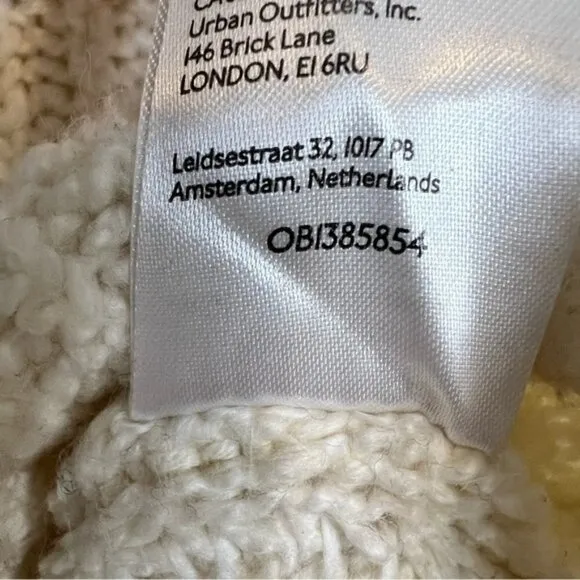 Urban Outfitters, Inc.
146 Brick Lane
LONDON, E1 6RU
Leidsestraat 32, 1017 PB
Amsterdam, Netherlands
OB1385854